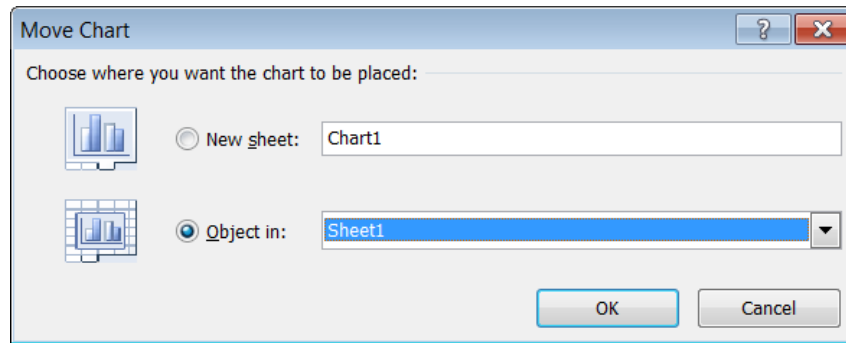 Move Chart
Choose where you want the chart to be placed:
New sheet: Chart1
Object in: Sheet1
OK Cancel